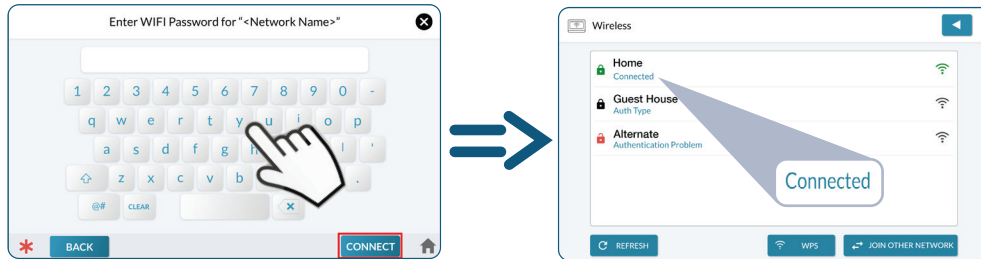 Enter WIFI Password for “<Network Name>”
1 2 3 4 5 6 7 8 9 0 -
q w e r t y u i o p
a s d f g h l '
z x c v b .
@# CLEAR
BACK CONNECT
Wireless
Home
Connected
Guest House
Auth Type
Alternate
Authentication Problem
Connected
REFRESH WPS JOIN OTHER NETWORK